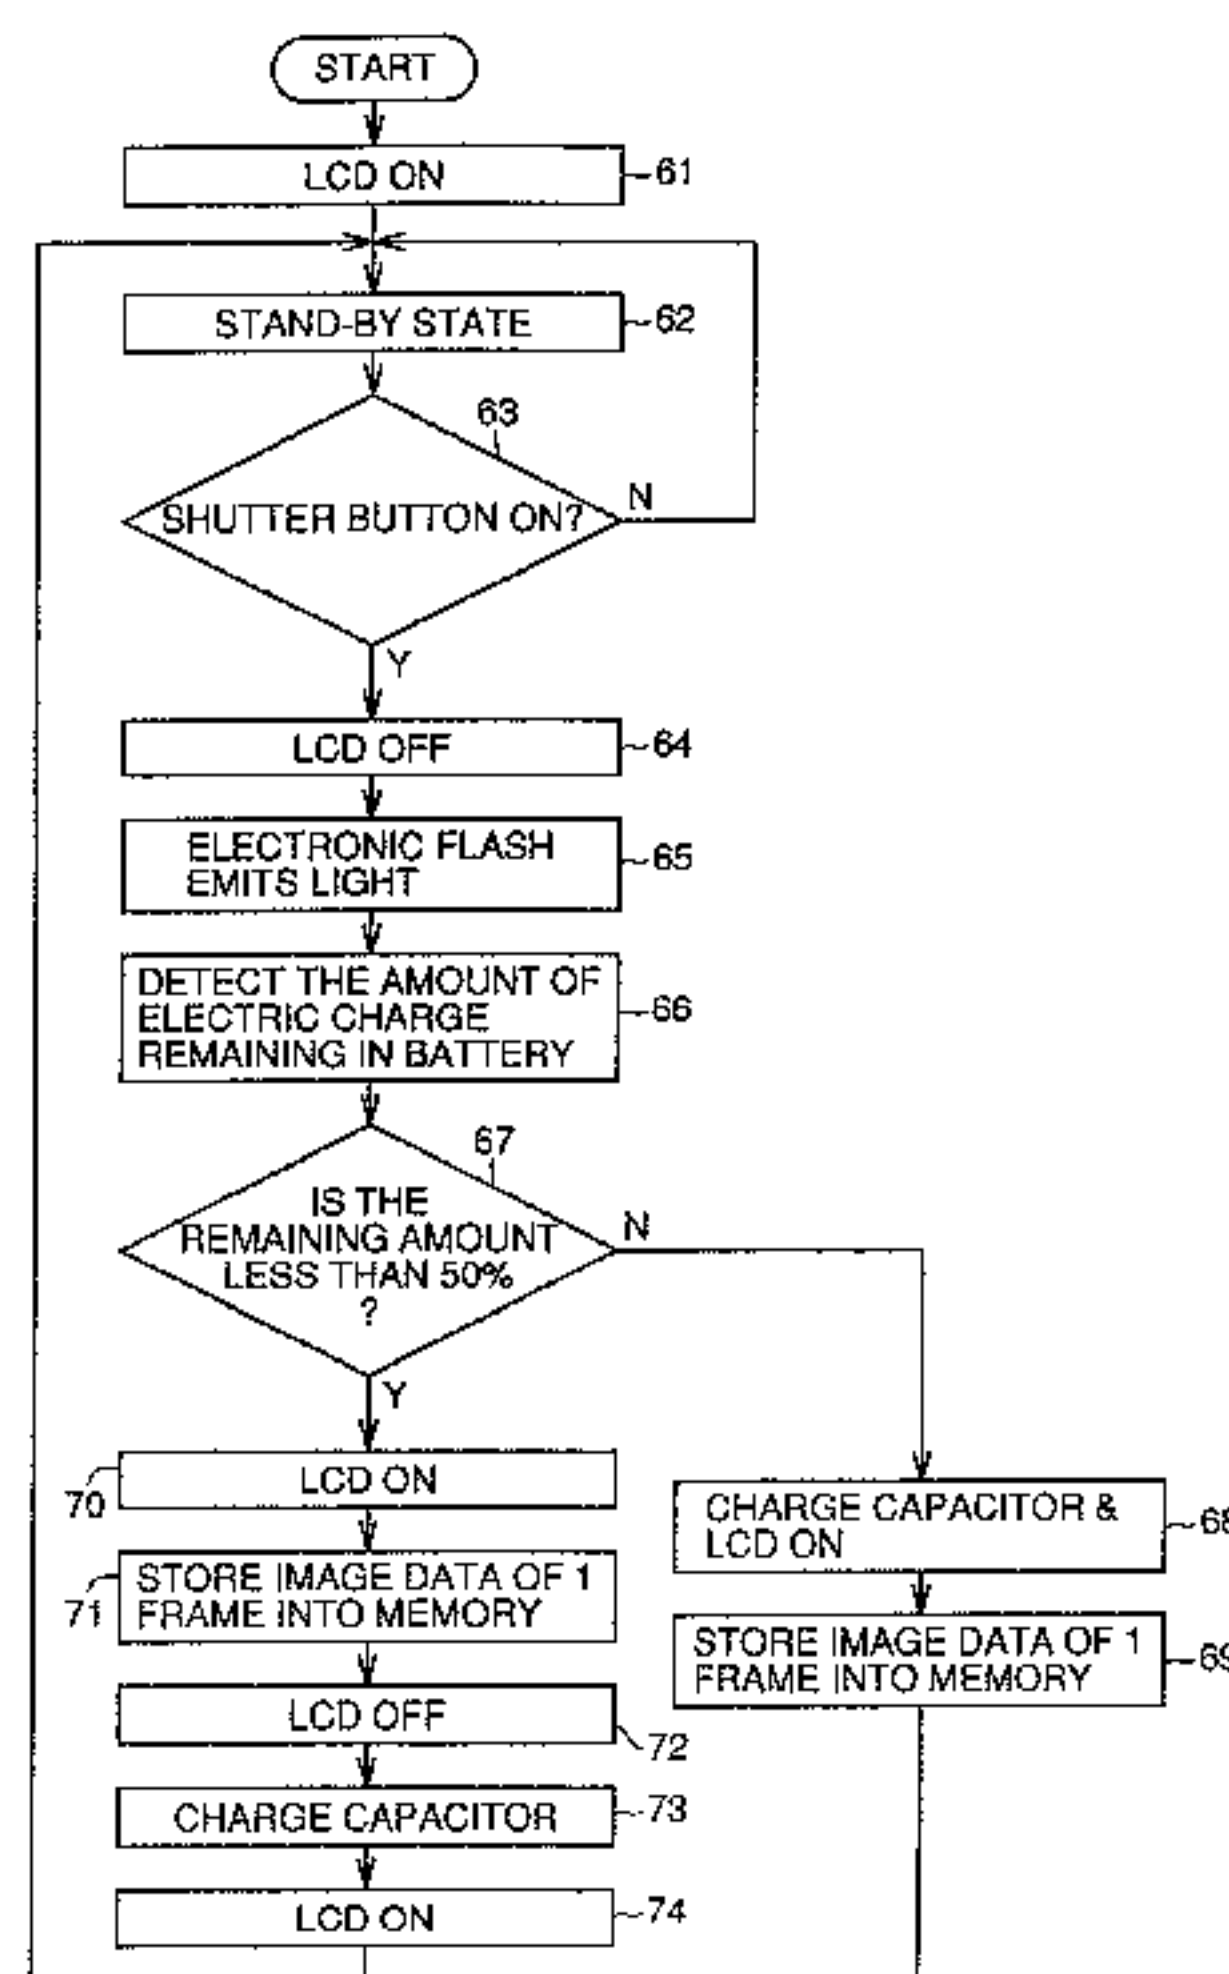 START
LCD ON
61
STAND-BY STATE
62
63
SHUTTER BUTTON ON?
N
Y
LCD OFF
64
ELECTRONIC FLASH
EMITS LIGHT
65
DETECT THE AMOUNT OF
ELECTRIC CHARGE
REMAINING IN BATTERY
66
67
IS THE
REMAINING AMOUNT
LESS THAN 50%
?
N
Y
LCD ON
70
CHARGE CAPACITOR &
LCD ON
68
STORE IMAGE DATA OF 1
FRAME INTO MEMORY
71
STORE IMAGE DATA OF 1
FRAME INTO MEMORY
69
LCD OFF
72
CHARGE CAPACITOR
73
LCD ON
74